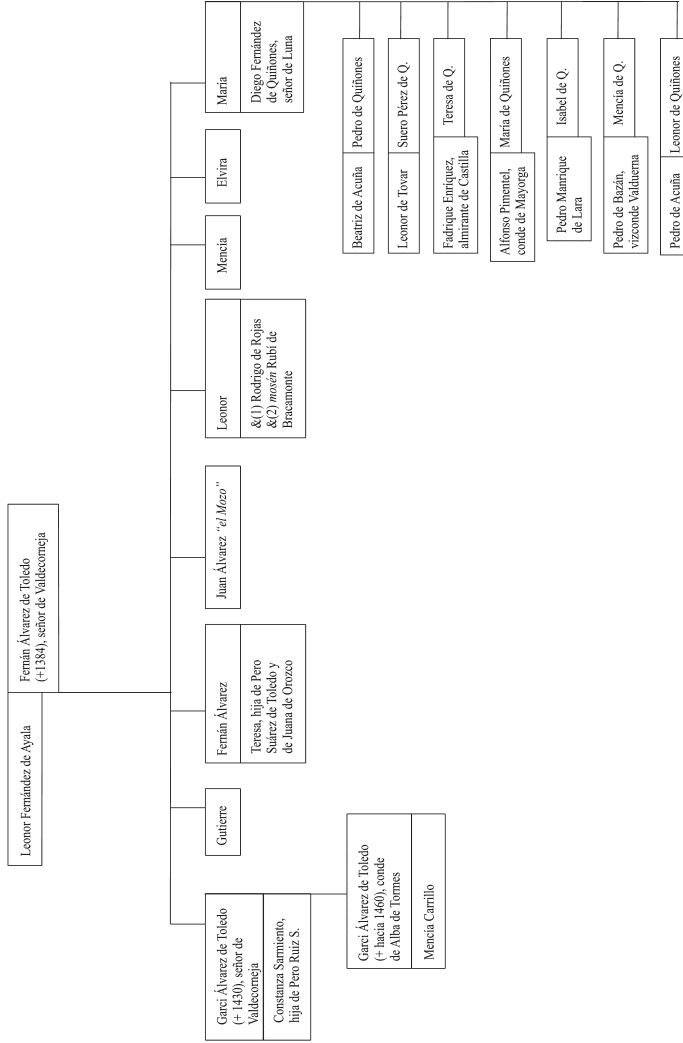 Leonor Fernández de Ayala
Fernán Álvarez de Toledo
(+1384), señor de Valdecorneja
Garci Álvarez de Toledo
(+ 1430), señor de
Valdecorneja
Constanza Sarmiento,
hija de Pero Ruiz S.
Gutierre
Fernán Álvarez
Teresa, hija de Pero
Suárez de Toledo y
de Juana de Orozco
Juan Álvarez “el Mozo”
Leonor
&(1) Rodrigo de Rojas
&(2) mosén Rubí de
Bracamonte
Mencía
Elvira
María
Diego Fernández
de Quiñones,
señor de Luna
Garci Álvarez de Toledo
(+ hacia 1460), conde
de Alba de Tormes
Mencía Carrillo
Beatriz de Acuña
Pedro de Quiñones
Leonor de Tovar
Suero Pérez de Q.
Fadrique Enríquez,
almirante de Castilla
Teresa de Q.
Alfonso Pimentel,
conde de Mayorga
María de Quiñones
Pedro Manrique
de Lara
Isabel de Q.
Pedro de Bazán,
vizconde Valduerna
Mencía de Q.
Pedro de Acuña
Leonor de Quiñones